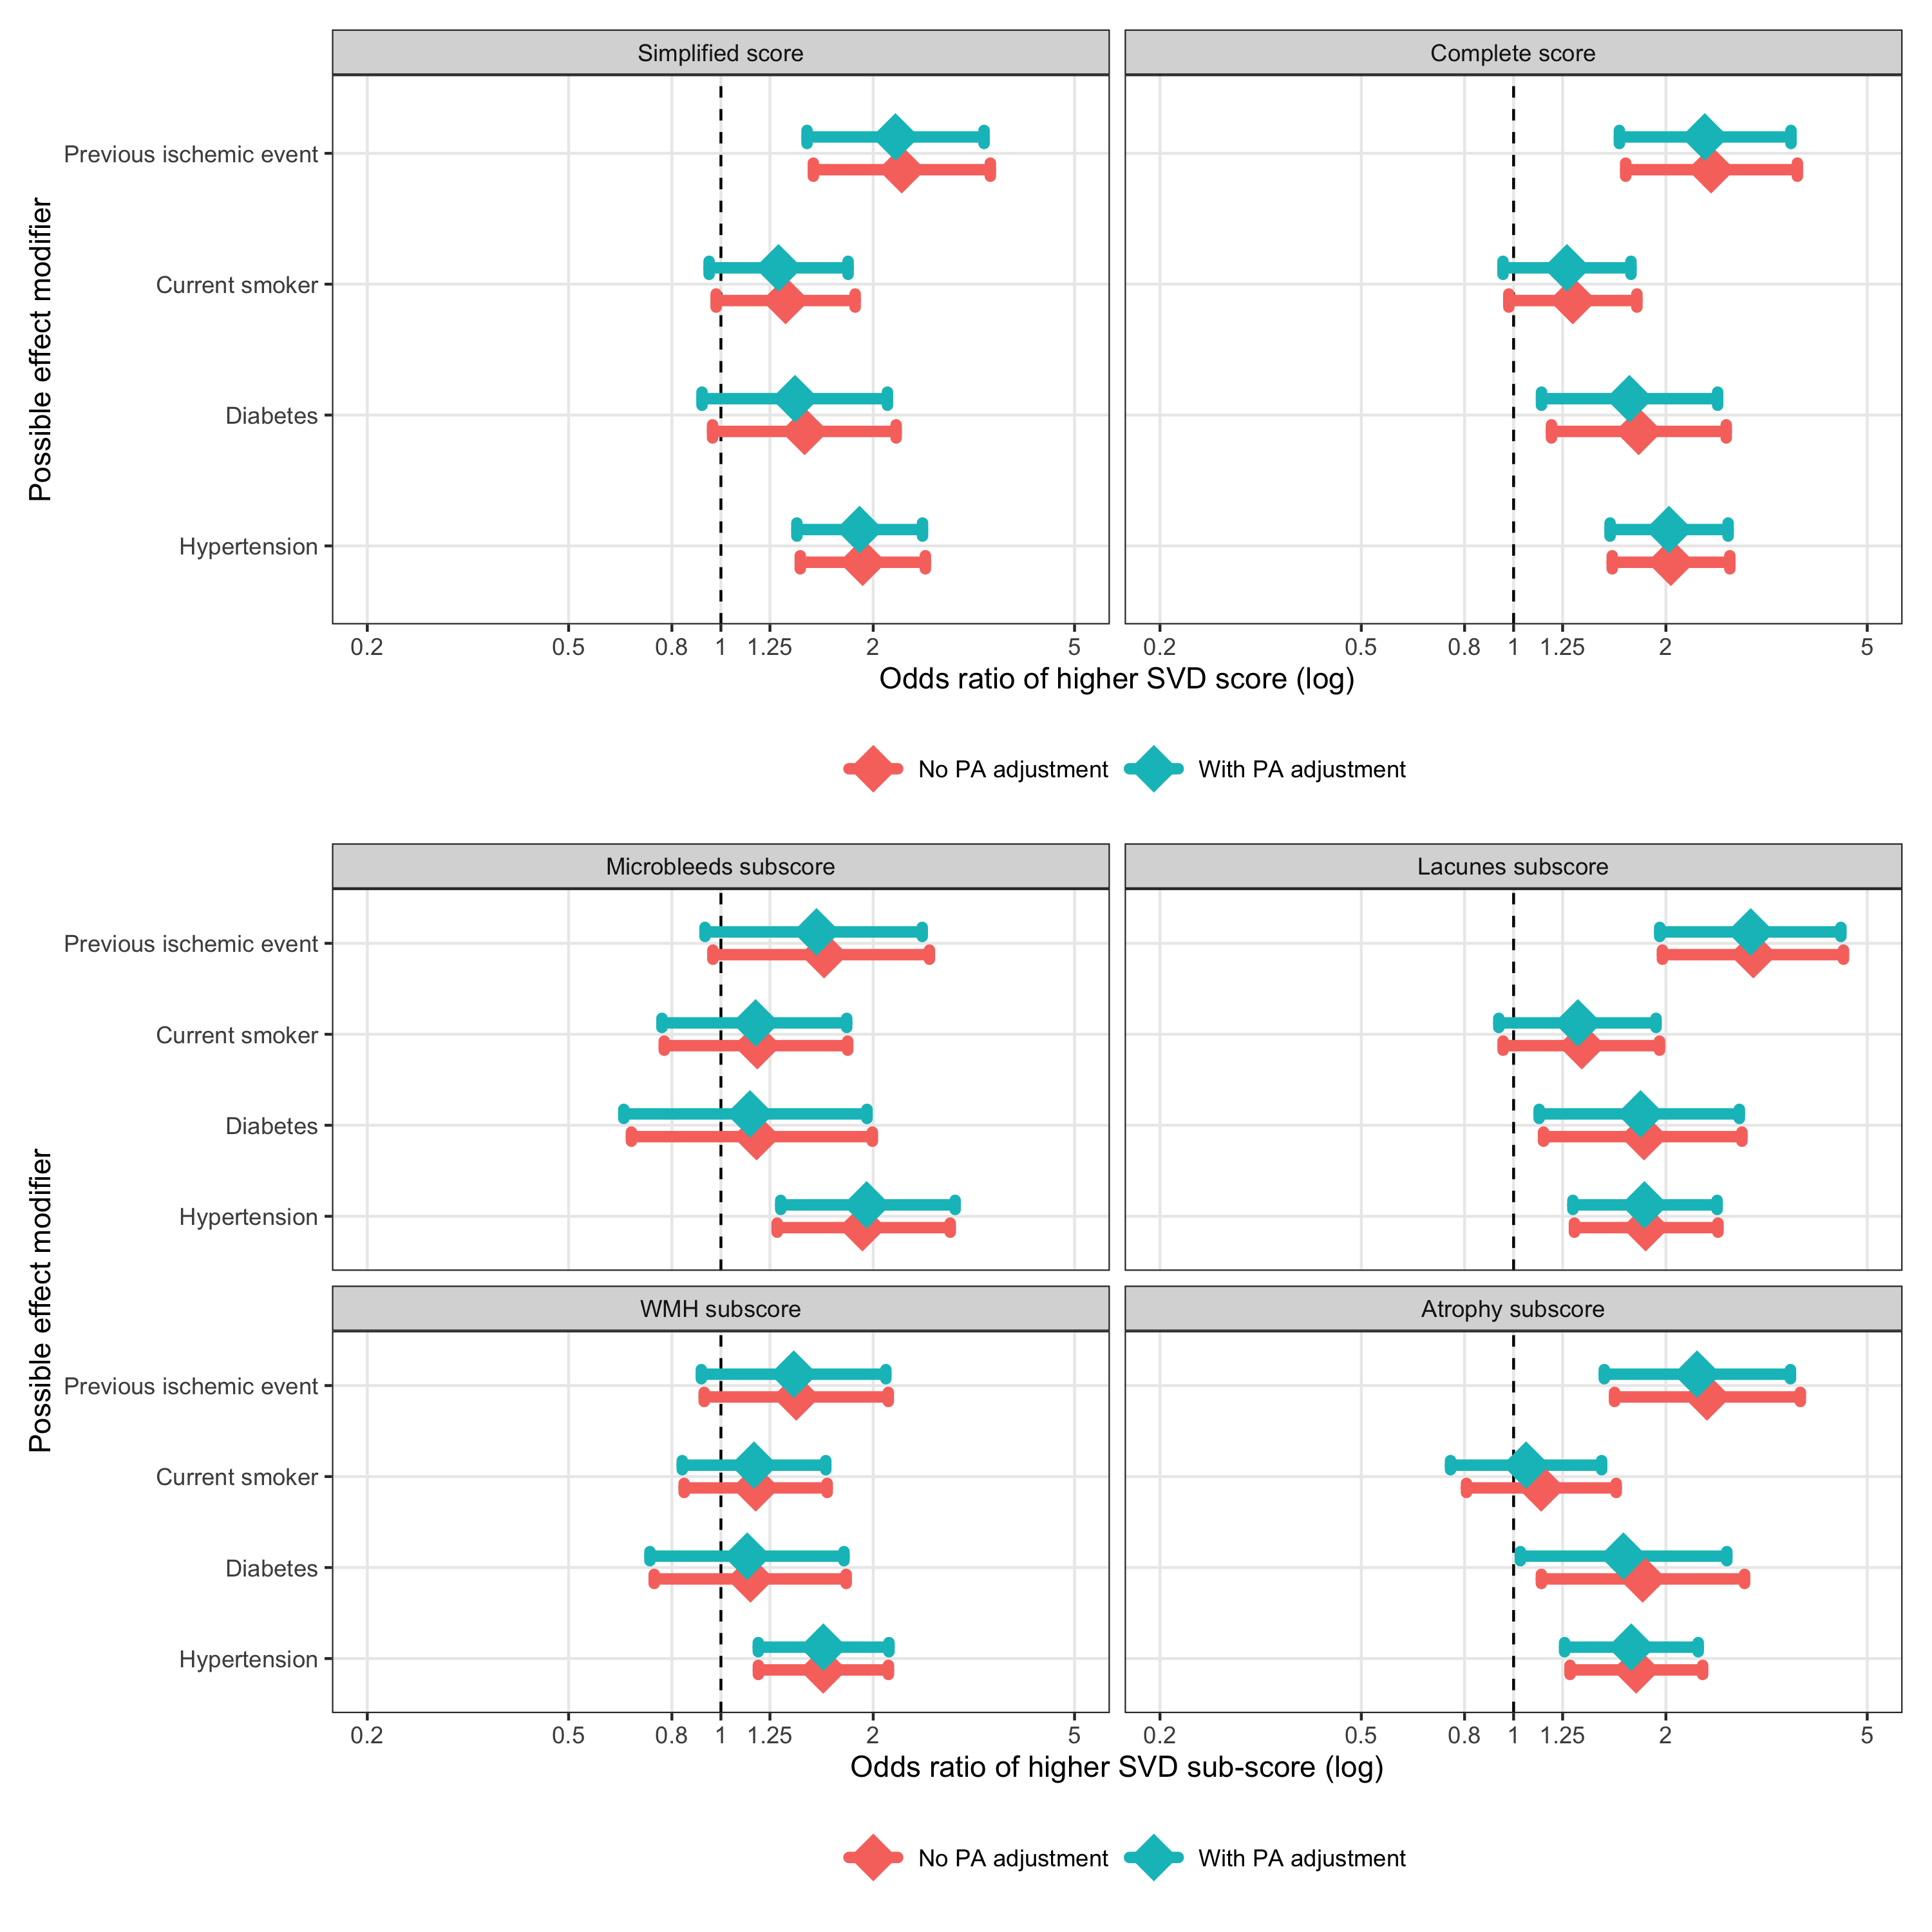 Simplified score
Complete score
Possible effect modifier
Previous ischemic event
Current smoker
Diabetes
Hypertension
0.2 0.5 0.8 1 1.25 2 5
0.2 0.5 0.8 1 1.25 2 5
Odds ratio of higher SVD score (log)
No PA adjustment With PA adjustment
Microbleeds subscore
Lacunes subscore
Possible effect modifier
Previous ischemic event
Current smoker
Diabetes
Hypertension
WMH subscore
Atrophy subscore
Previous ischemic event
Current smoker
Diabetes
Hypertension
0.2 0.5 0.8 1 1.25 2 5
0.2 0.5 0.8 1 1.25 2 5
Odds ratio of higher SVD sub-score (log)
No PA adjustment With PA adjustment